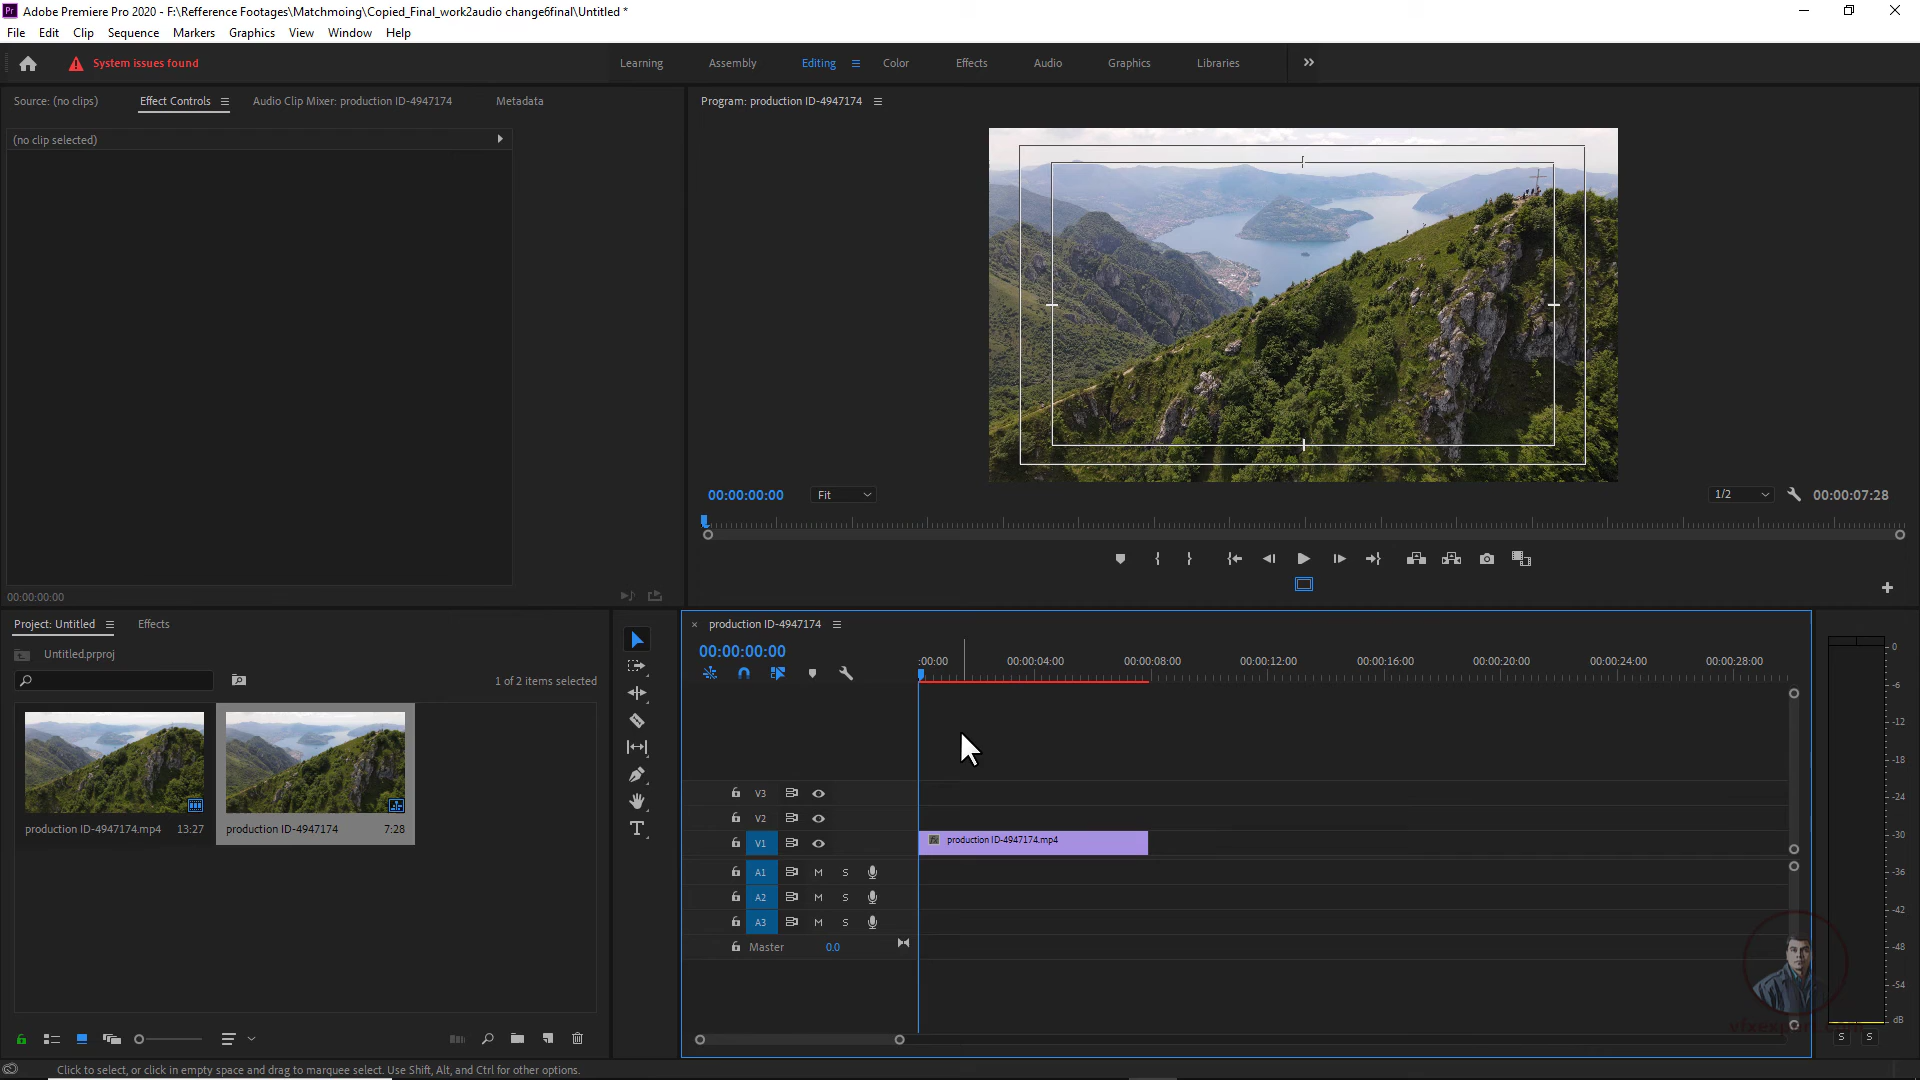 Pr Adobe Premiere Pro 2020 - F:\Refference Footages\Matchmoing\Copied_Final_work2audio change6final\Untitled *
File Edit Clip Sequence Markers Graphics View Window Help
System issues found
Learning Assembly Editing Color Effects Audio Graphics Libraries
Source: (no clips) Effect Controls Audio Clip Mixer: production ID-4947174 Metadata
Program: production ID-4947174
(no clip selected)
00:00:00:00 Fit 1/2 00:00:07:28
00:00:00:00
Project: Untitled Effects
Untitled.prproj
1 of 2 items selected
production ID-4947174.mp4 13:27
production ID-4947174 7:28
production ID-4947174
00:00:00:00
:00:00 00:00:04:00 00:00:08:00 00:00:12:00 00:00:16:00 00:00:20:00 00:00:24:00 00:00:28:00
V3
V2
V1 production ID-4947174.mp4
A1 M S
A2 M S
A3 M S
Master 0.0
T
0
-6
-12
-18
-24
-30
-36
-42
-48
-54
dB
S S
Click to select, or click in empty space and drag to marquee select. Use Shift, Alt, and Ctrl for other options.